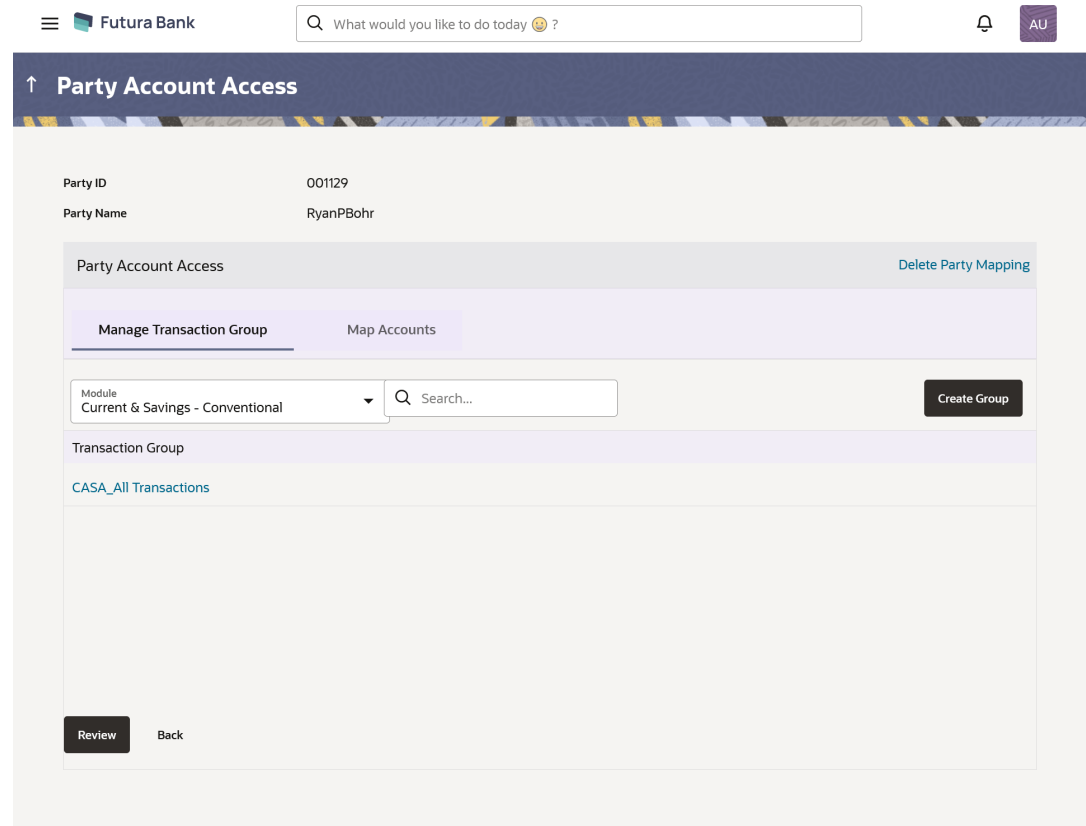 Futura Bank
What would you like to do today 😀 ?
AU
↑ Party Account Access
Party ID 001129
Party Name RyanPBohr
Party Account Access Delete Party Mapping
Manage Transaction Group Map Accounts
Module
Current & Savings - Conventional
Search...
Create Group
Transaction Group
CASA_All Transactions
Review Back